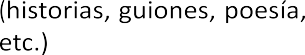 (historias, guiones, poesía,
etc.)